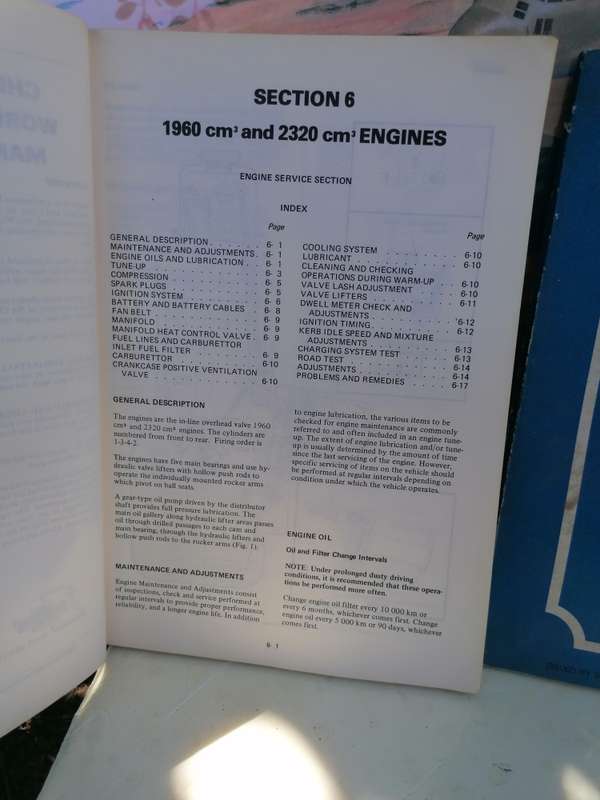 CH
WOR
MAN
SECTION 6
1960 cm³ and 2320 cm³ ENGINES
ENGINE SERVICE SECTION
INDEX
Page
GENERAL DESCRIPTION . . . . . . . 6- 1
MAINTENANCE AND ADJUSTMENTS . 6- 1
ENGINE OILS AND LUBRICATION . . 6- 1
TUNE-UP . . . . . . . . . . . 6- 3
COMPRESSION . . . . . . . . . . 6- 5
SPARK PLUGS . . . . . . . . . . 6- 5
IGNITION SYSTEM . . . . . . . . 6- 6
BATTERY AND BATTERY CABLES . . 6- 8
FAN BELT . . . . . . . . . . . 6- 9
MANIFOLD . . . . . . . . . . . 6- 9
MANIFOLD HEAT CONTROL VALVE . . 6- 9
FUEL LINES AND CARBURETTOR
INLET FUEL FILTER . . . . . . . 6- 9
CARBURETTOR . . . . . . . . . . 6-10
CRANKCASE POSITIVE VENTILATION
VALVE . . . . . . . . . . . 6-10
Page
COOLING SYSTEM . . . . . . . . 6-10
LUBRICANT . . . . . . . . . . 6-10
CLEANING AND CHECKING
OPERATIONS DURING WARM-UP . . 6-10
VALVE LASH ADJUSTMENT . . . . 6-10
VALVE LIFTERS . . . . . . . . 6-11
DWELL METER CHECK AND
ADJUSTMENTS . . . . . . . . 6-12
IGNITION TIMING . . . . . . . . 6-12
KERB IDLE SPEED AND MIXTURE
ADJUSTMENTS . . . . . . . . 6-13
CHARGING SYSTEM TEST . . . . . 6-13
ROAD TEST . . . . . . . . . . 6-14
ADJUSTMENTS . . . . . . . . . 6-14
PROBLEMS AND REMEDIES . . . . 6-17
GENERAL DESCRIPTION
The engines are the in-line overhead valve 1960
cm³ and 2320 cm³ engines. The cylinders are
numbered from front to rear. Firing order is
1-3-4-2.
The engines have five main bearings and use hy-
draulic valve lifters with hollow push rods to
operate the individually mounted rocker arms
which pivot on ball seats.
A gear-type oil pump driven by the distributor
shaft provides full pressure lubrication. The
main oil gallery along hydraulic lifter areas passes
oil through drilled passages to each cam and
main bearing, through the hydraulic lifters and
hollow push rods to the rocker arms (Fig. 1).
MAINTENANCE AND ADJUSTMENTS
Engine Maintenance and Adjustments consist
of inspections, check and service performed at
regular intervals to provide proper performance,
reliability, and a longer engine life. In addition
to engine lubrication, the various items to be
checked for engine maintenance are commonly
referred to and often included in an engine tune-
up. The extent of engine lubrication and/or tune-
up is usually determined by the amount of time
since the last servicing of the engine. However,
specific servicing of items on the vehicle should
be performed at regular intervals depending on
condition under which the vehicle operates.
ENGINE OIL
Oil and Filter Change Intervals
NOTE: Under prolonged dusty driving
conditions, it is recommended that these opera-
tions be performed more often.
Change engine oil filter every 10 000 km or
every 6 months, whichever comes first. Change
engine oil every 5 000 km or 90 days, whichever
comes first.
6- 1